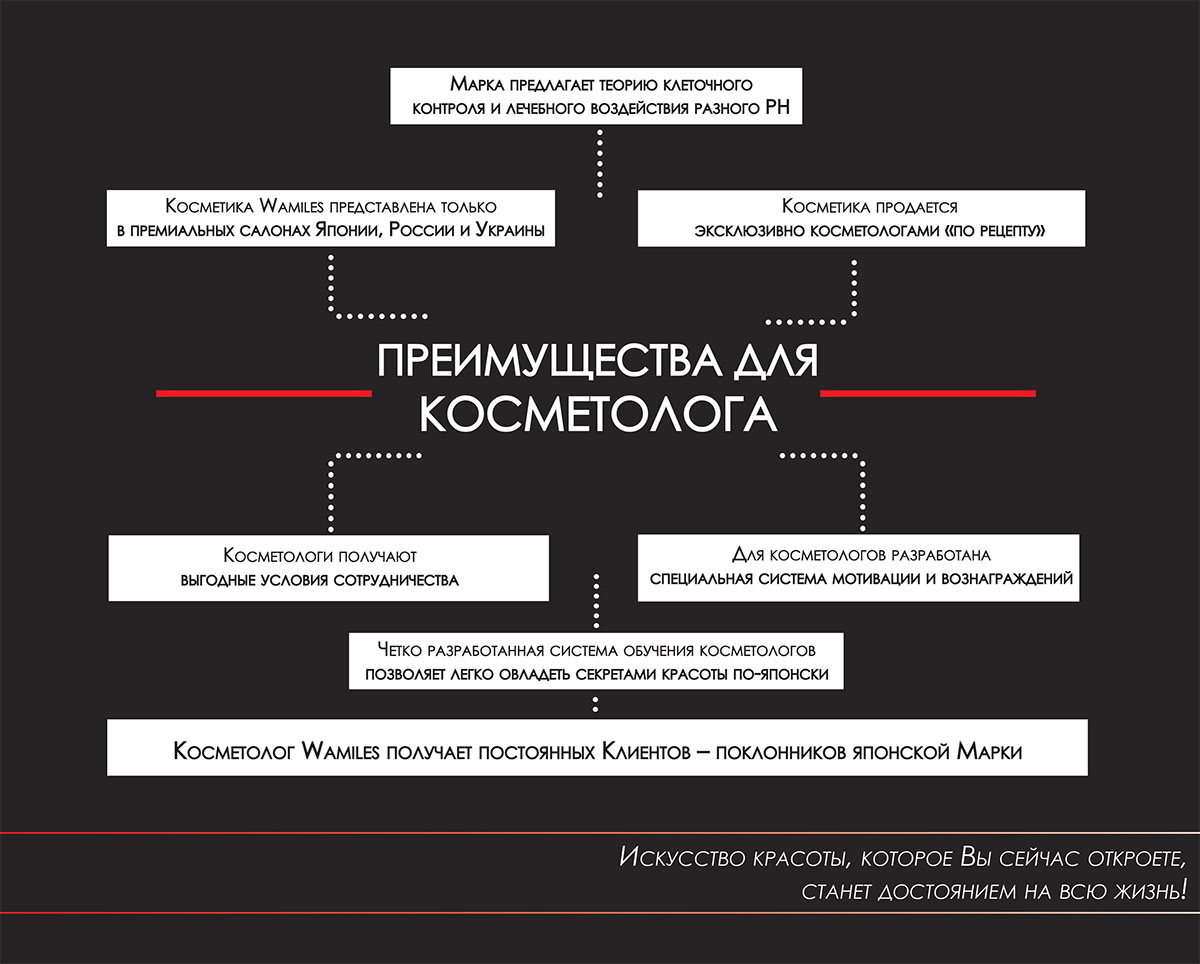 Марка предлагает теорию клеточного
контроля и лечебного воздействия разного PH
Косметика Wamiles представлена только
в премиальных салонах Японии, России и Украины
Косметика продается
эксклюзивно косметологами «по рецепту»
ПРЕИМУЩЕСТВА ДЛЯ
КОСМЕТОЛОГА
Косметологи получают
выгодные условия сотрудничества
Для косметологов разработана
специальная система мотивации и вознаграждений
Четко разработанная система обучения косметологов
позволяет легко овладеть секретами красоты по-японски
Косметолог Wamiles получает постоянных Клиентов – поклонников японской Марки
Искусство красоты, которое Вы сейчас откроете,
станет достоянием на всю жизнь!